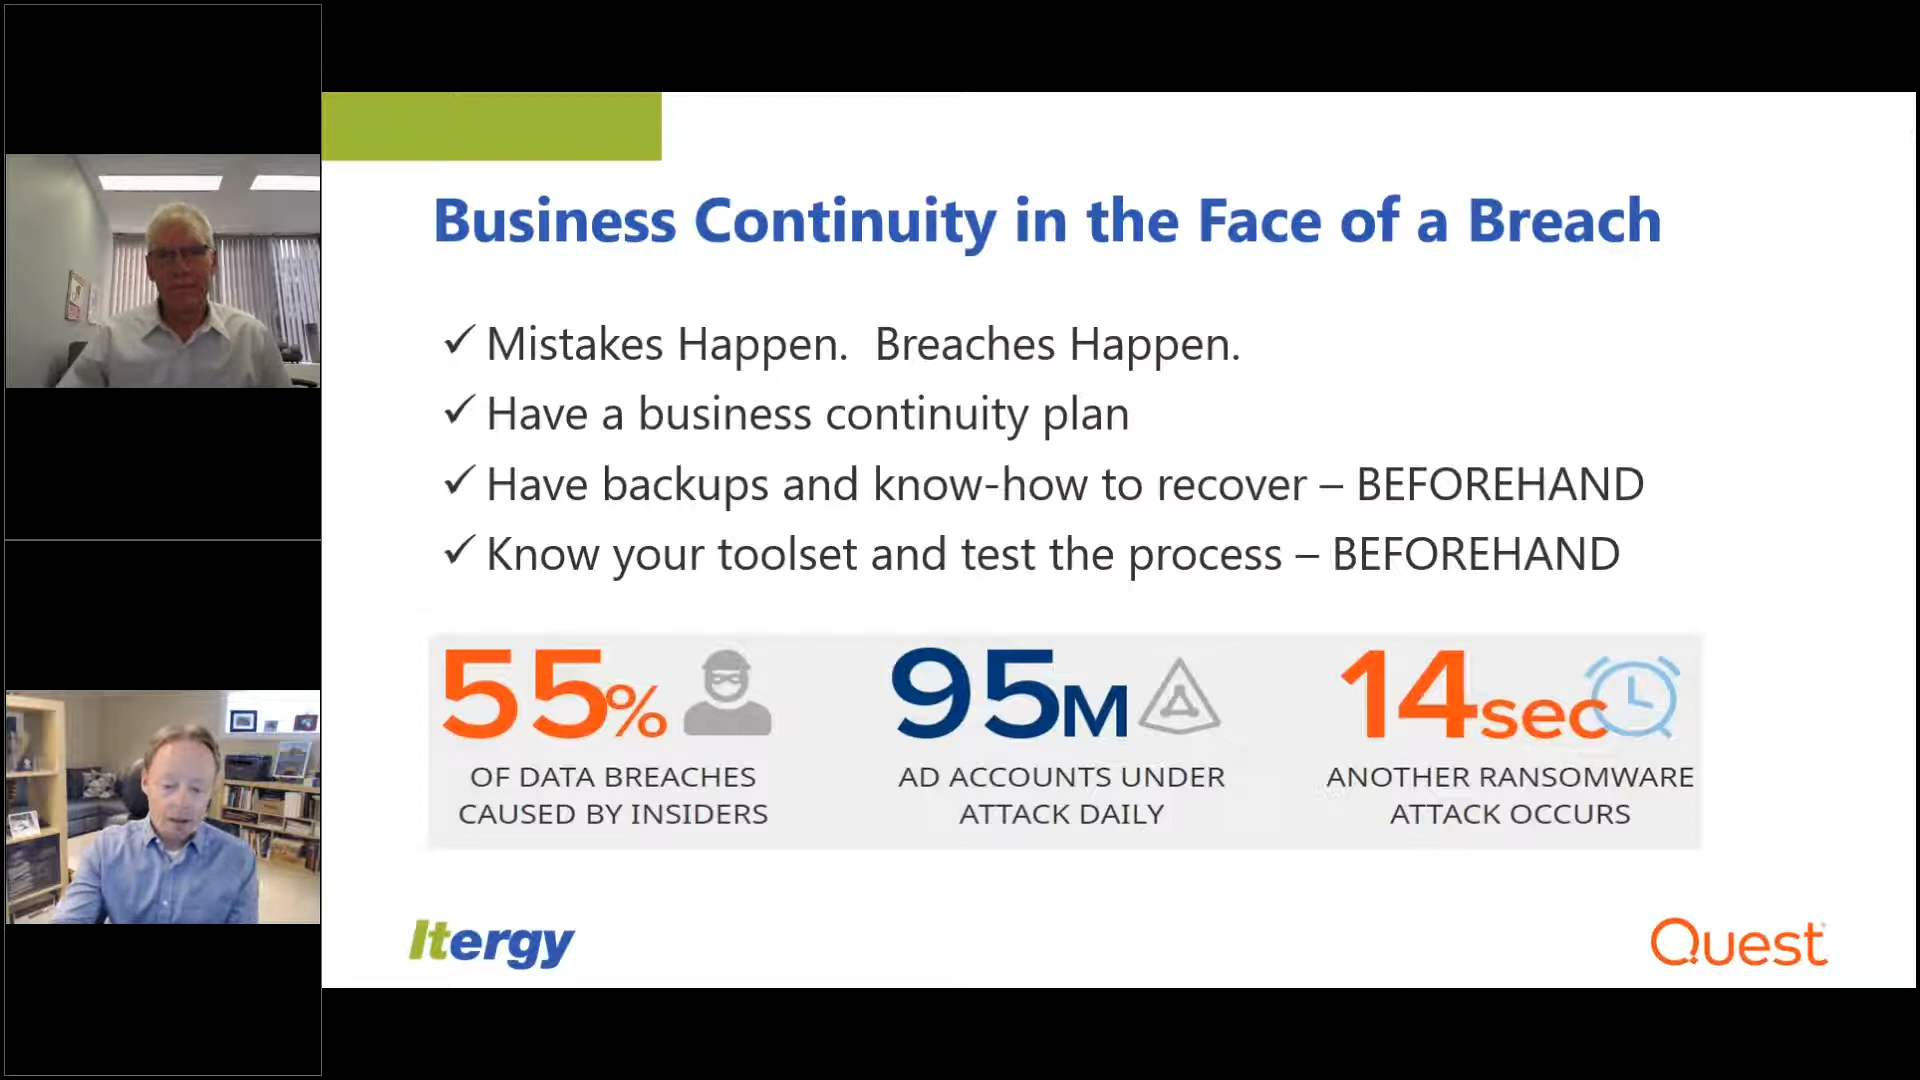 Business Continuity in the Face of a Breach
✓ Mistakes Happen.  Breaches Happen.
✓ Have a business continuity plan
✓ Have backups and know-how to recover – BEFOREHAND
✓ Know your toolset and test the process – BEFOREHAND
55%
OF DATA BREACHES
CAUSED BY INSIDERS
95M
AD ACCOUNTS UNDER
ATTACK DAILY
14sec
ANOTHER RANSOMWARE
ATTACK OCCURS
Itergy
Quest